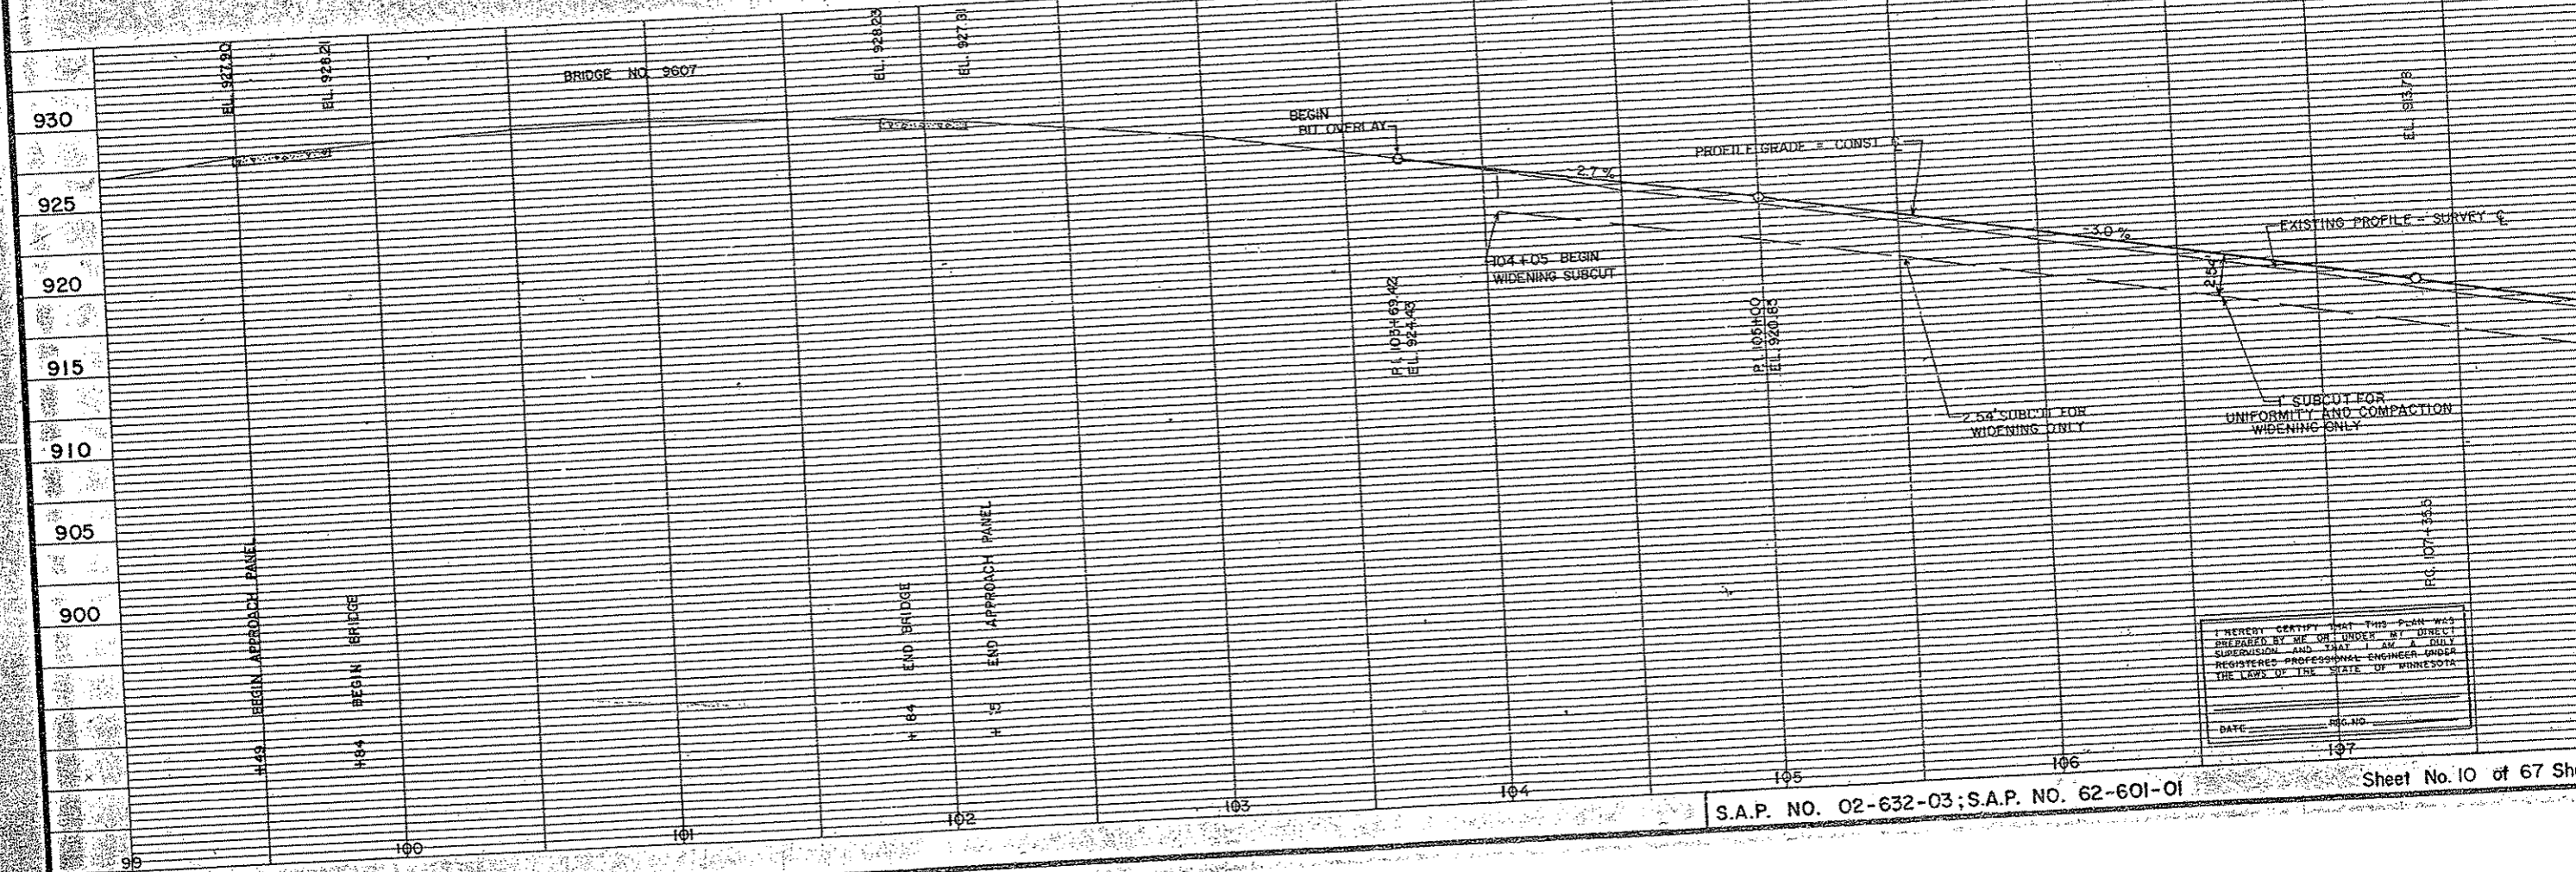 930
925
920
915
910
905
900
EL. 927.90
EL. 928.21
BRIDGE NO. 9607
EL. 928.23
EL. 927.31
BEGIN
BIT OVERLAY
-2.7 %
PROFILE GRADE = CONST. ℄
-3.0 %
EXISTING PROFILE = SURVEY ℄
EL. 913.78
104+05 BEGIN
WIDENING SUBCUT
P.I. 103+69.42
EL. 924.43
P.I. 105+00
EL. 920.83
2.54'
2.54' SUBCUT FOR
WIDENING ONLY
1' SUBCUT FOR
UNIFORMITY AND COMPACTION
WIDENING ONLY
+49 BEGIN APPROACH PANEL
+84 BEGIN BRIDGE
+84 END BRIDGE
+15 END APPROACH PANEL
P.C. 107+35.5
I HEREBY CERTIFY THAT THIS PLAN WAS
PREPARED BY ME OR UNDER MY DIRECT
SUPERVISION AND THAT I AM A DULY
REGISTERED PROFESSIONAL ENGINEER UNDER
THE LAWS OF THE STATE OF MINNESOTA
DATE REG. NO.
99
100
101
102
103
104
105
106
107
S.A.P. NO. 02-632-03; S.A.P. NO. 62-601-01
Sheet No. 10 of 67